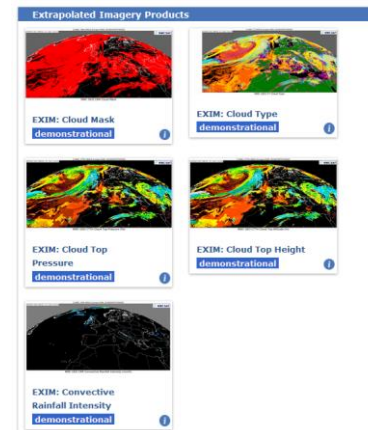 Extrapolated Imagery Products
EXIM: Cloud Mask
demonstrational
EXIM: Cloud Type
demonstrational
EXIM: Cloud Top
Pressure
demonstrational
EXIM: Cloud Top Height
demonstrational
EXIM: Convective
Rainfall Intensity
demonstrational